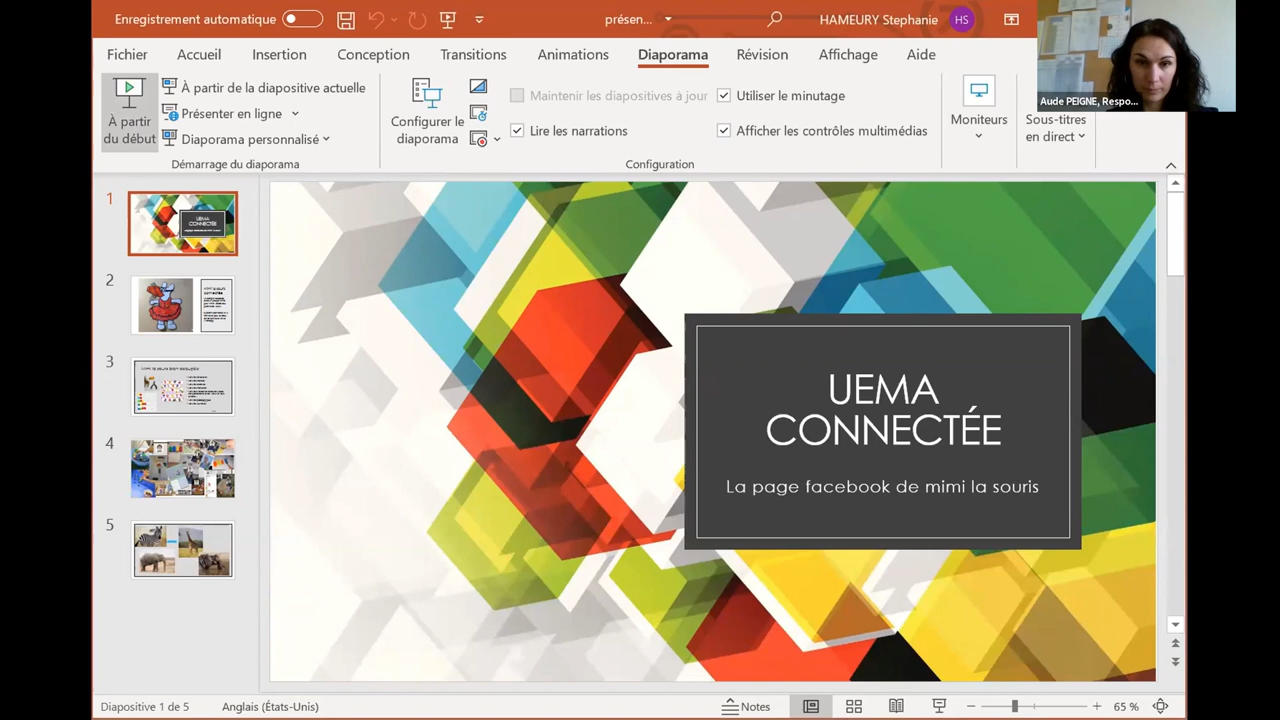 Enregistrement automatique
présen...
HAMEURY Stephanie
HS
Aude PEIGNE, Respo...
Fichier Accueil Insertion Conception Transitions Animations Diaporama Révision Affichage Aide
À partir du début
À partir de la diapositive actuelle
Présenter en ligne
Diaporama personnalisé
Démarrage du diaporama
Configurer le diaporama
Maintenir les diapositives à jour
Lire les narrations
Utiliser le minutage
Afficher les contrôles multimédias
Configuration
Moniteurs
Sous-titres en direct
1
2
3
4
5
UEMA
CONNECTÉE
La page facebook de mimi la souris
Diapositive 1 de 5
Anglais (États-Unis)
Notes
65 %